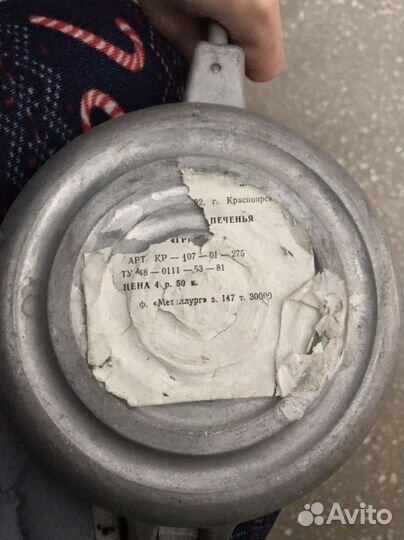 92, г. Красноярск
ПЕЧЕНЬЯ
АРТ. КР — 107 — 01 — 275
ТУ 48 — 0111 — 53 — 81
ЦЕНА 4 р. 50 к.
ф. «Металлург» з. 147 т. 30000
Avito